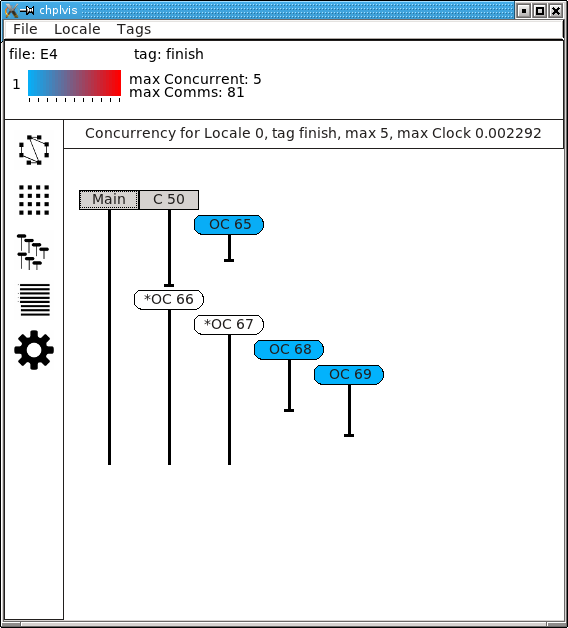 chplvis
File Locale Tags
file: E4 tag: finish
1
max Concurrent: 5
max Comms: 81
Concurrency for Locale 0, tag finish, max 5, max Clock 0.002292
Main C 50
OC 65
*OC 66
*OC 67
OC 68
OC 69